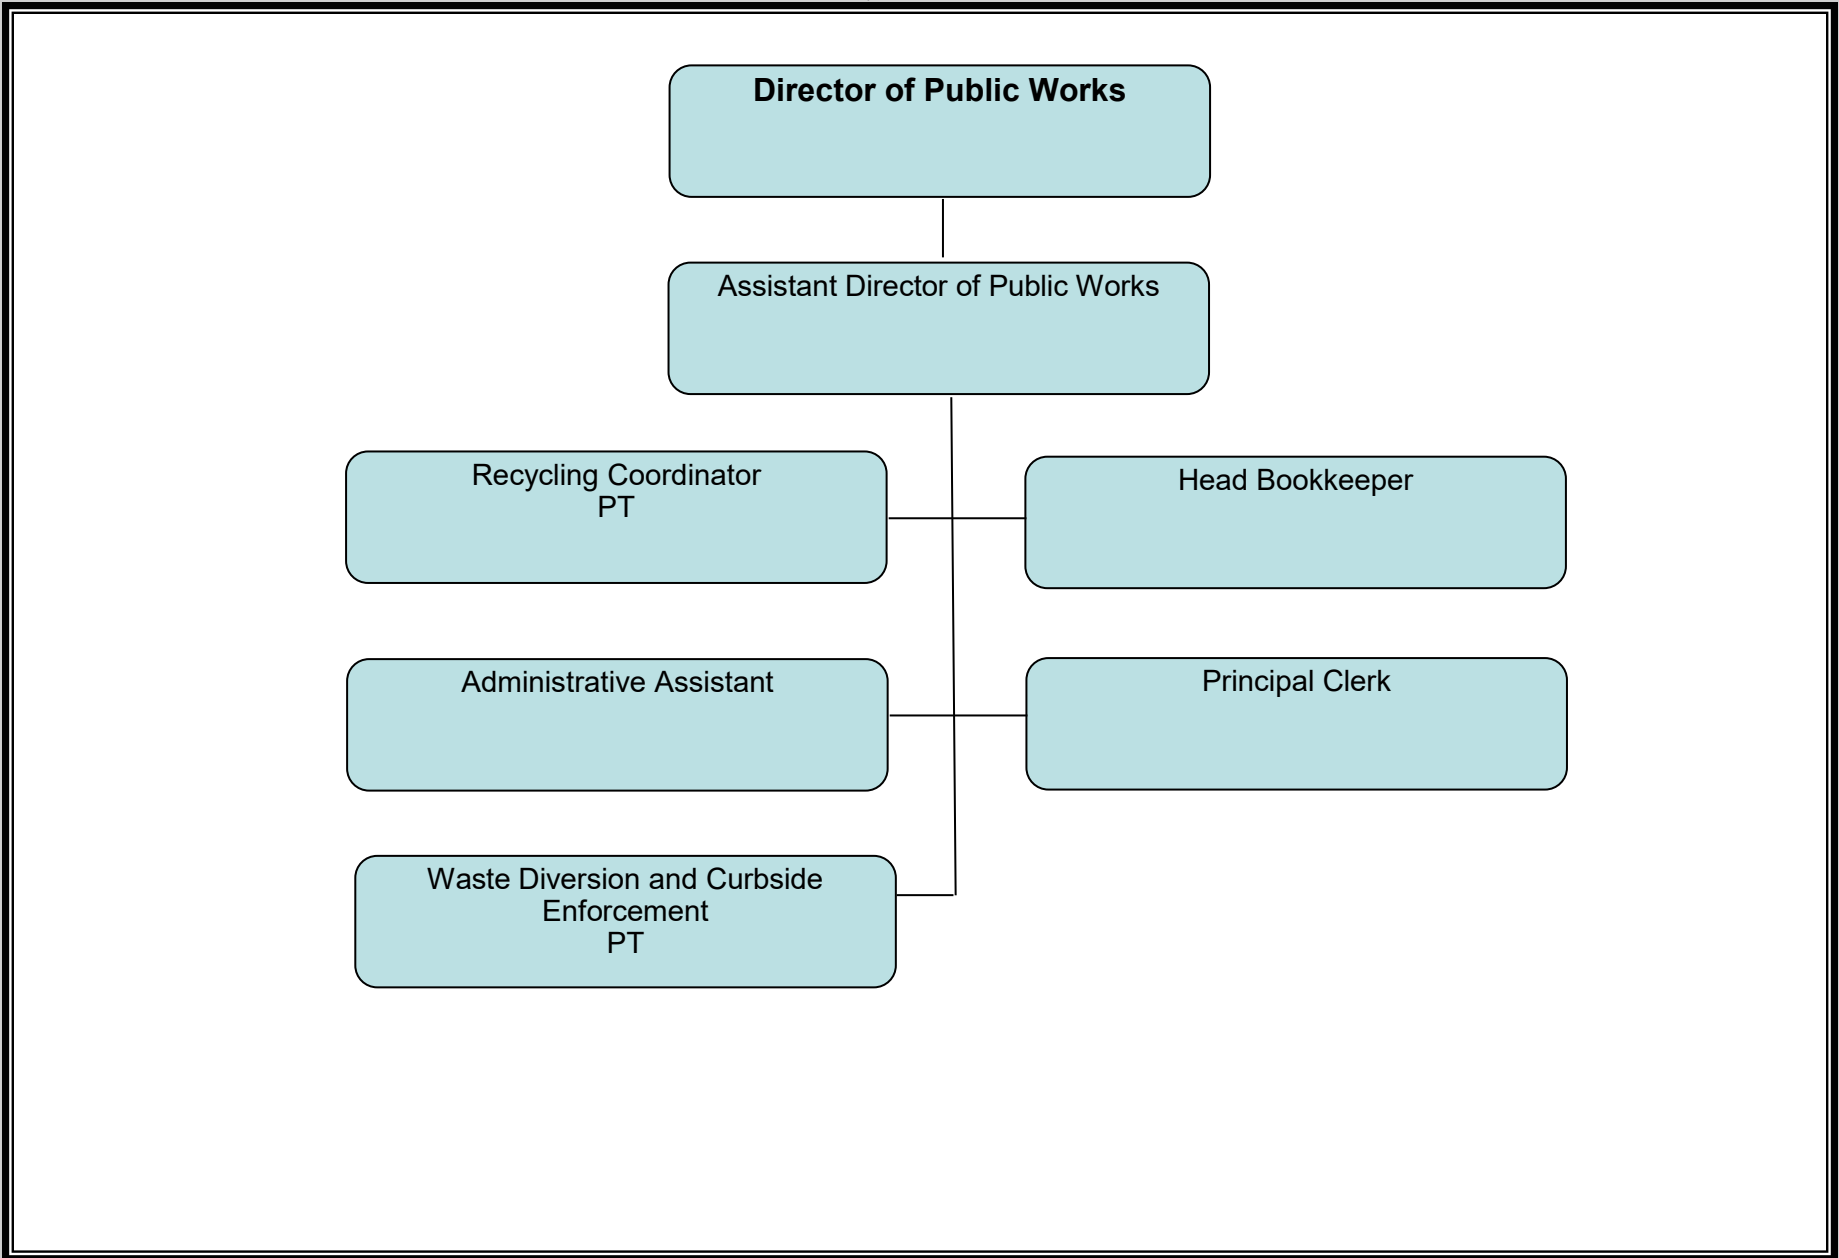 Director of Public Works
Assistant Director of Public Works
Recycling Coordinator
PT
Head Bookkeeper
Administrative Assistant
Principal Clerk
Waste Diversion and Curbside
Enforcement
PT